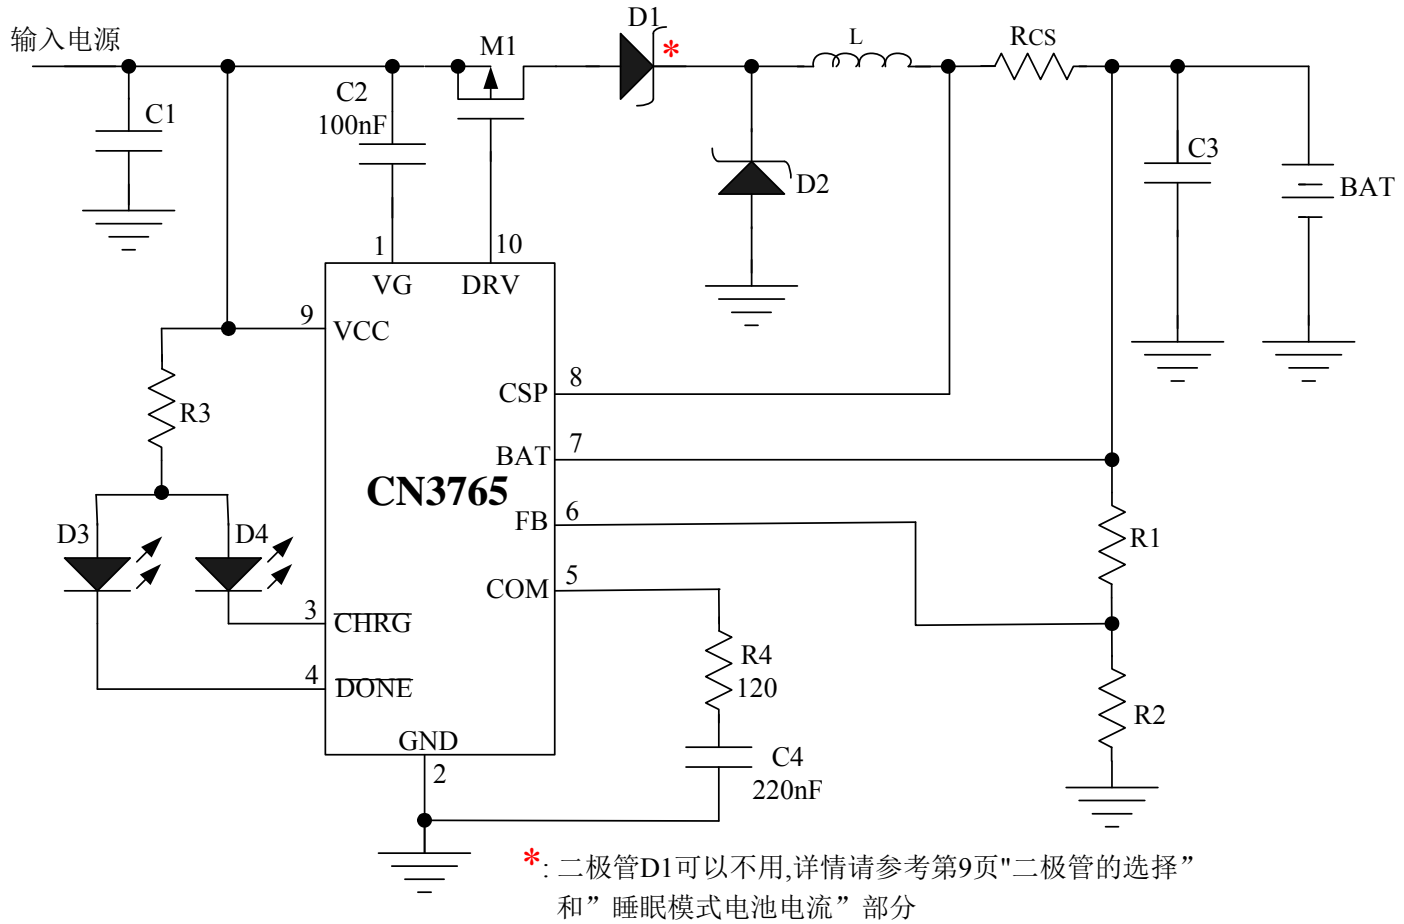 输入电源
D1
*
M1
L
RCS
C1
C2
100nF
D2
C3
BAT
1
10
VG
DRV
9
VCC
R3
8
CSP
7
BAT
CN3765
6
FB
R1
D3
D4
5
COM
3
CHRG
4
DONE
R4
120
R2
GND
2
C4
220nF
*: 二极管D1可以不用,详情请参考第9页"二极管的选择”
和”睡眠模式电池电流”部分